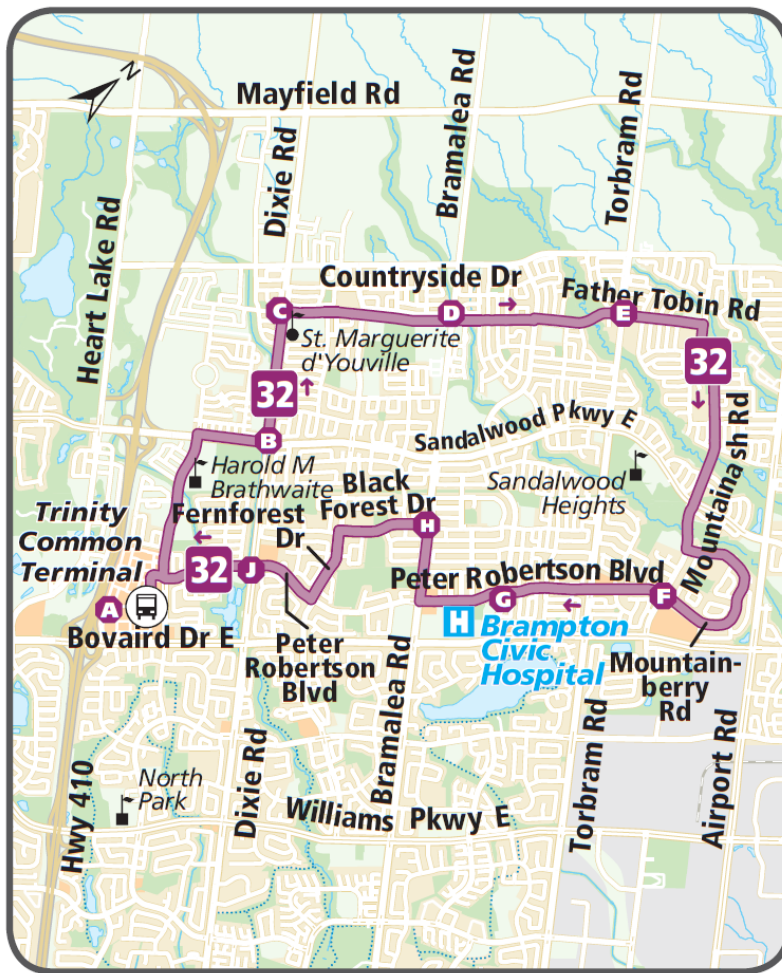 N
Mayfield Rd
Dixie Rd
Bramalea Rd
Torbram Rd
Heart Lake Rd
Countryside Dr
Father Tobin Rd
C
D
E
St. Marguerite
d'Youville
32
32
B
Sandalwood Pkwy E
Mountainash Rd
Harold M
Brathwaite
Sandalwood
Heights
Black
Forest Dr
Trinity
Common
Terminal
Fernforest
Dr
H
32
J
Peter Robertson Blvd
A
G
F
Bovaird Dr E
Peter
Robertson
Blvd
H
Brampton
Civic
Hospital
Mountain-
berry
Rd
Bramalea Rd
Torbram Rd
Airport Rd
Dixie Rd
Hwy 410
North
Park
Williams Pkwy E